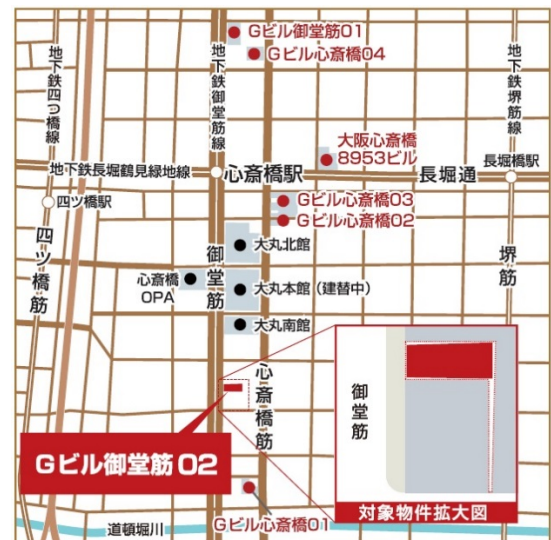 Gビル御堂筋01
Gビル心斎橋04
地下鉄四つ橋線
地下鉄御堂筋線
地下鉄堺筋線
大阪心斎橋
8953ビル
地下鉄長堀鶴見緑地線
心斎橋駅
長堀通
長堀橋駅
四ツ橋駅
Gビル心斎橋03
Gビル心斎橋02
四ツ橋筋
御堂筋
堺筋
大丸北館
心斎橋
OPA
大丸本館(建替中)
大丸南館
心斎橋筋
御堂筋
Gビル御堂筋02
対象物件拡大図
Gビル心斎橋01
道頓堀川